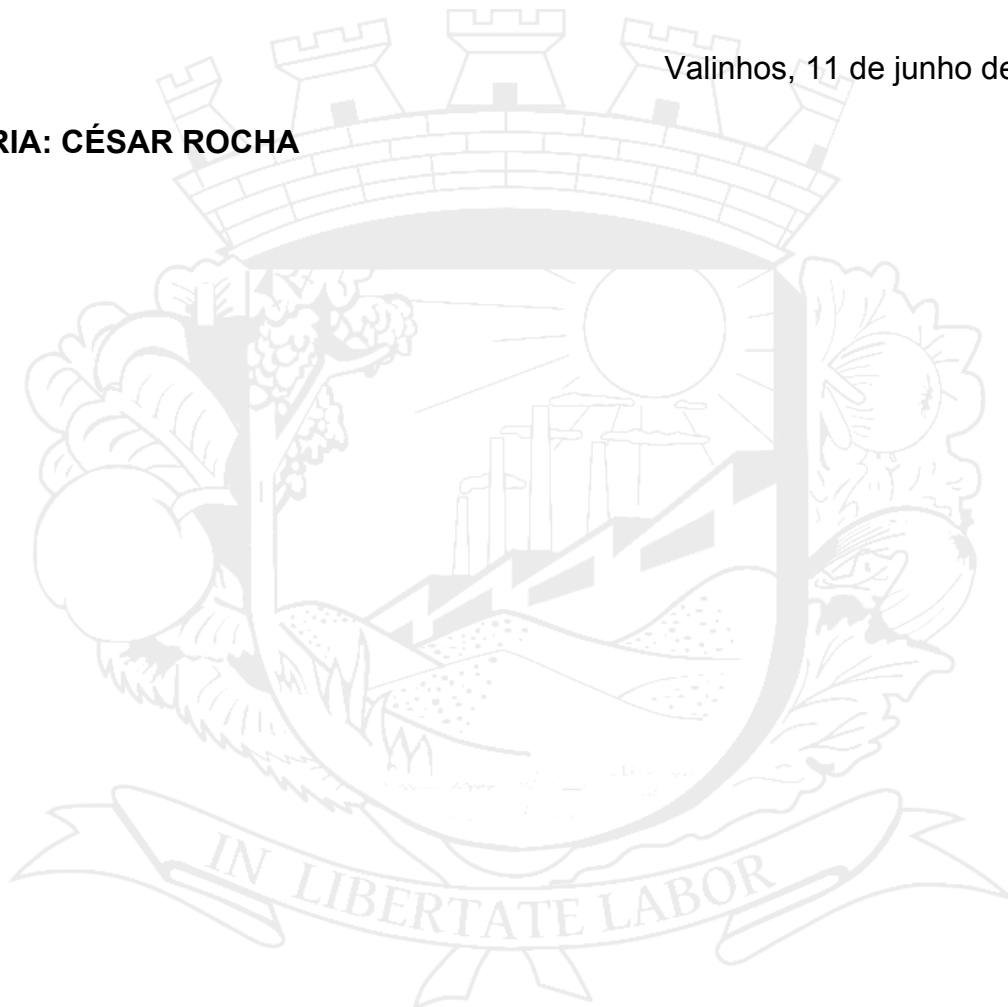 Valinhos, 11 de junho de
RIA: CÉSAR ROCHA
IN LIBERTATE LABOR